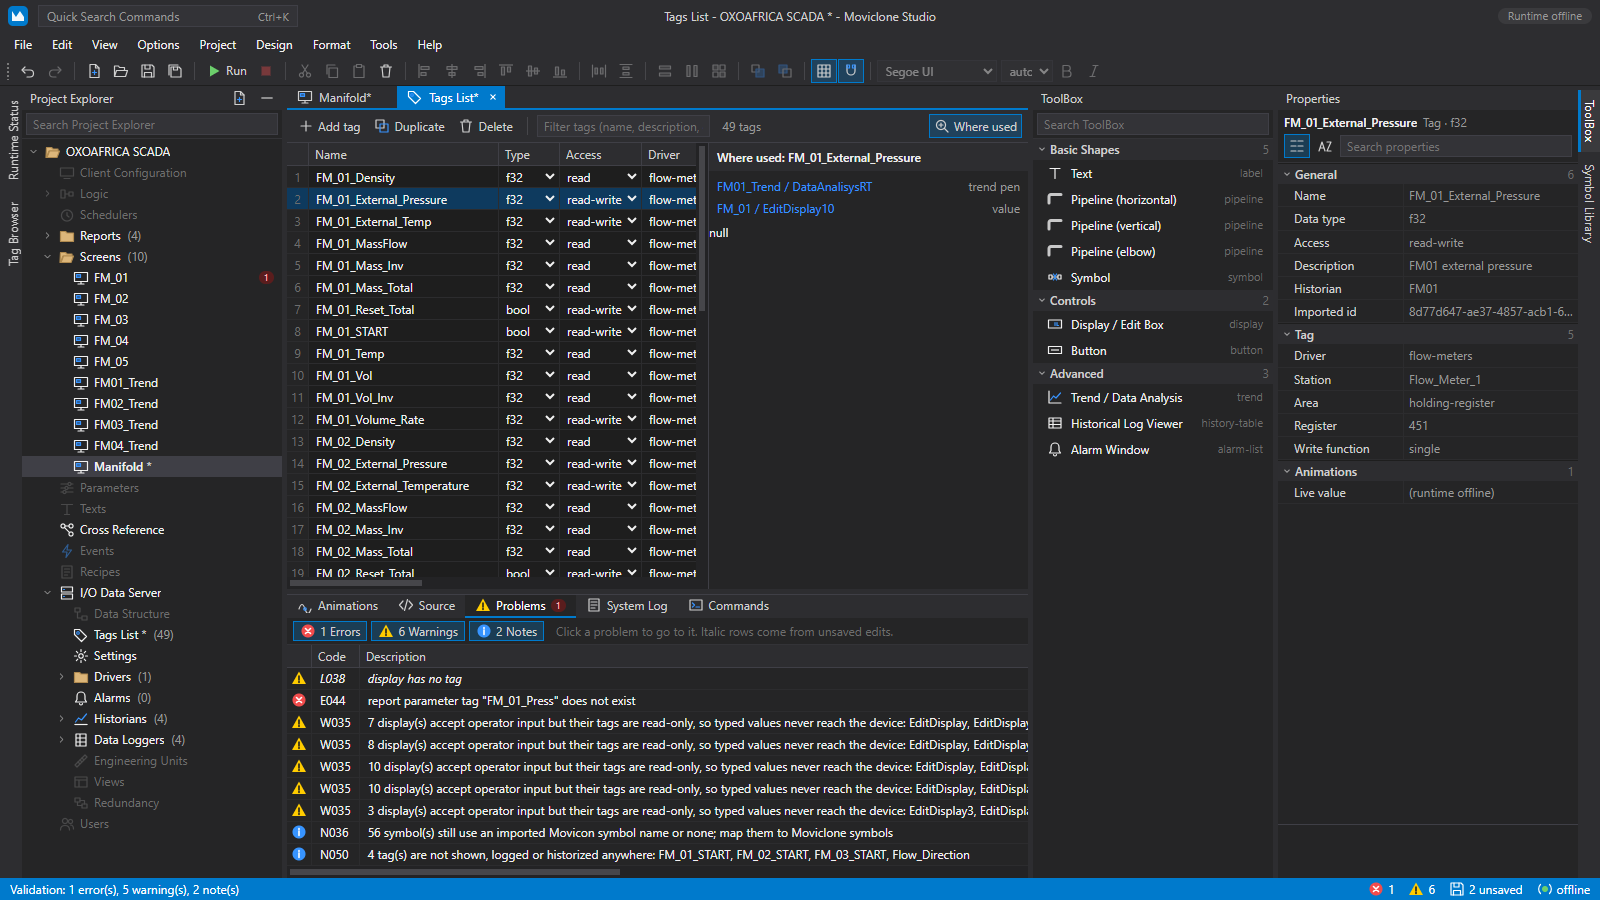 Quick Search Commands Ctrl+K
Tags List - OXOAFRICA SCADA * - Moviclone Studio
Runtime offline
File Edit View Options Project Design Format Tools Help
Run Segoe UI autc B I
Runtime Status
Tag Browser
Project Explorer
Search Project Explorer
OXOAFRICA SCADA
Client Configuration
Logic
Schedulers
Reports (4)
Screens (10)
FM_01 1
FM_02
FM_03
FM_04
FM_05
FM01_Trend
FM02_Trend
FM03_Trend
FM04_Trend
Manifold *
Parameters
Texts
Cross Reference
Events
Recipes
I/O Data Server
Data Structure
Tags List * (49)
Settings
Drivers (1)
Alarms (0)
Historians (4)
Data Loggers (4)
Engineering Units
Views
Redundancy
Users
Manifold* Tags List* ×
Add tag Duplicate Delete Filter tags (name, description, 49 tags Where used
Name Type Access Driver
1 FM_01_Density f32 read flow-met
2 FM_01_External_Pressure f32 read-write flow-met
3 FM_01_External_Temp f32 read-write flow-met
4 FM_01_MassFlow f32 read flow-met
5 FM_01_Mass_Inv f32 read flow-met
6 FM_01_Mass_Total f32 read flow-met
7 FM_01_Reset_Total bool read-write flow-met
8 FM_01_START bool read-write flow-met
9 FM_01_Temp f32 read flow-met
10 FM_01_Vol f32 read flow-met
11 FM_01_Vol_Inv f32 read flow-met
12 FM_01_Volume_Rate f32 read-write flow-met
13 FM_02_Density f32 read flow-met
14 FM_02_External_Pressure f32 read-write flow-met
15 FM_02_External_Temperature f32 read-write flow-met
16 FM_02_MassFlow f32 read flow-met
17 FM_02_Mass_Inv f32 read flow-met
18 FM_02_Mass_Total f32 read flow-met
19 FM_02_Reset_Total bool read-write flow-met
Where used: FM_01_External_Pressure
FM01_Trend / DataAnalisysRT trend pen
FM_01 / EditDisplay10 value
null
Animations Source Problems 1 System Log Commands
1 Errors 6 Warnings 2 Notes Click a problem to go to it. Italic rows come from unsaved edits.
Code Description
L038 display has no tag
E044 report parameter tag "FM_01_Press" does not exist
W035 7 display(s) accept operator input but their tags are read-only, so typed values never reach the device: EditDisplay, EditDisplay
W035 8 display(s) accept operator input but their tags are read-only, so typed values never reach the device: EditDisplay, EditDisplay
W035 10 display(s) accept operator input but their tags are read-only, so typed values never reach the device: EditDisplay, EditDispla
W035 10 display(s) accept operator input but their tags are read-only, so typed values never reach the device: EditDisplay, EditDispla
W035 3 display(s) accept operator input but their tags are read-only, so typed values never reach the device: EditDisplay3, EditDispla
N036 56 symbol(s) still use an imported Movicon symbol name or none; map them to Moviclone symbols
N050 4 tag(s) are not shown, logged or historized anywhere: FM_01_START, FM_02_START, FM_03_START, Flow_Direction
ToolBox
Search ToolBox
Basic Shapes 5
Text label
Pipeline (horizontal) pipeline
Pipeline (vertical) pipeline
Pipeline (elbow) pipeline
Symbol symbol
Controls 2
Display / Edit Box display
Button button
Advanced 3
Trend / Data Analysis trend
Historical Log Viewer history-table
Alarm Window alarm-list
Properties
FM_01_External_Pressure Tag · f32
AZ Search properties
General 6
Name FM_01_External_Pressure
Data type f32
Access read-write
Description FM01 external pressure
Historian FM01
Imported id 8d77d647-ae37-4857-acb1-6...
Tag 5
Driver flow-meters
Station Flow_Meter_1
Area holding-register
Register 451
Write function single
Animations 1
Live value (runtime offline)
ToolBox
Symbol Library
Validation: 1 error(s), 5 warning(s), 2 note(s) 1 6 2 unsaved offline